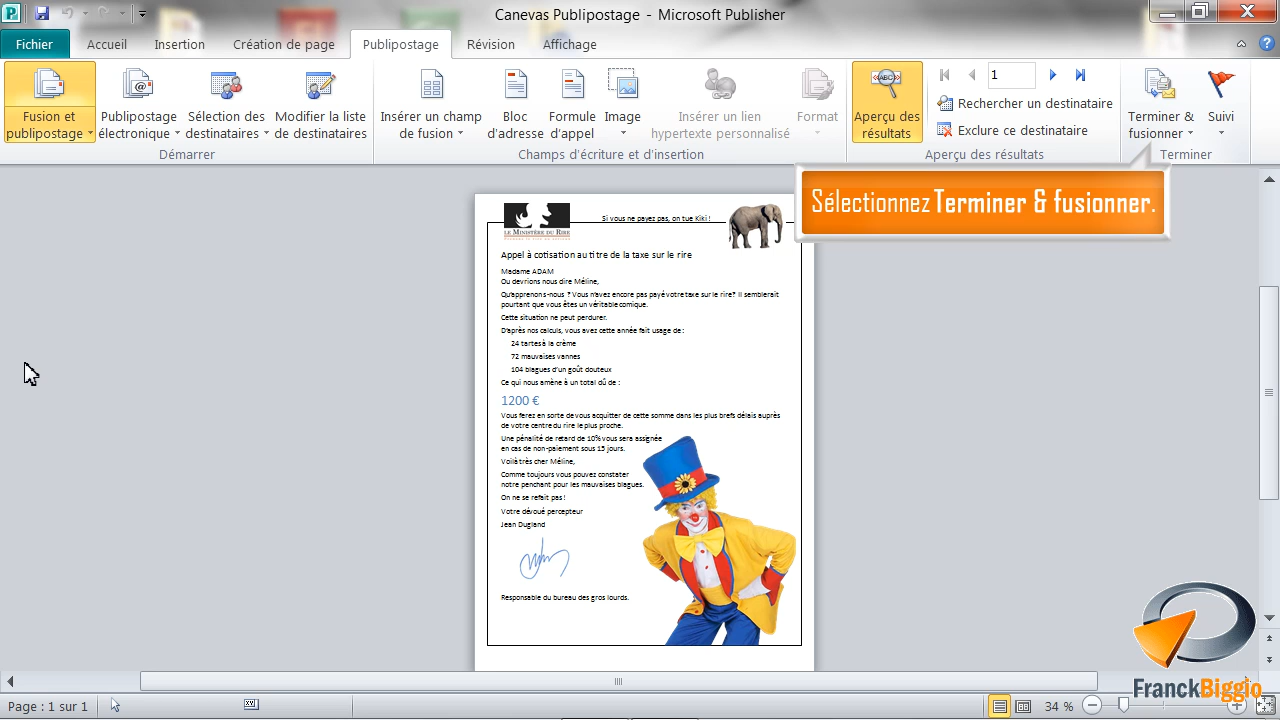 Canevas Publipostage - Microsoft Publisher
Fichier Accueil Insertion Création de page Publipostage Révision Affichage
Fusion et publipostage
Publipostage électronique
Sélection des destinataires
Modifier la liste de destinataires
Démarrer
Insérer un champ de fusion
Bloc d'adresse
Formule d'appel
Image
Insérer un lien hypertexte personnalisé
Format
Champs d'écriture et d'insertion
Aperçu des résultats
1
Rechercher un destinataire
Exclure ce destinataire
Aperçu des résultats
Terminer & fusionner
Suivi
Terminer
Sélectionnez Terminer & fusionner.
LE MINISTÈRE DU RIRE
Si vous ne payez pas, on tue Kiki !
Appel à cotisation au titre de la taxe sur le rire
Madame ADAM
Ou devrions nous dire Méline,
Qu'apprenons-nous ? Vous n'avez encore pas payé votre taxe sur le rire? Il semblerait
pourtant que vous êtes un véritable comique.
Cette situation ne peut perdurer.
D'après nos calculs, vous avez cette année fait usage de :
24 tartes à la crème
72 mauvaises vannes
104 blagues d'un goût douteux
Ce qui nous amène à un total dû de :
1200 €
Vous ferez en sorte de vous acquitter de cette somme dans les plus brefs délais auprès
de votre centre du rire le plus proche.
Une pénalité de retard de 10% vous sera assignée
en cas de non-paiement sous 15 jours.
Voilà très cher Méline,
Comme toujours vous pouvez constater
notre penchant pour les mauvaises blagues.
On ne se refait pas !
Votre dévoué percepteur
Jean Dugland
Responsable du bureau des gros lourds.
FranckBiggio
Page : 1 sur 1
34 %